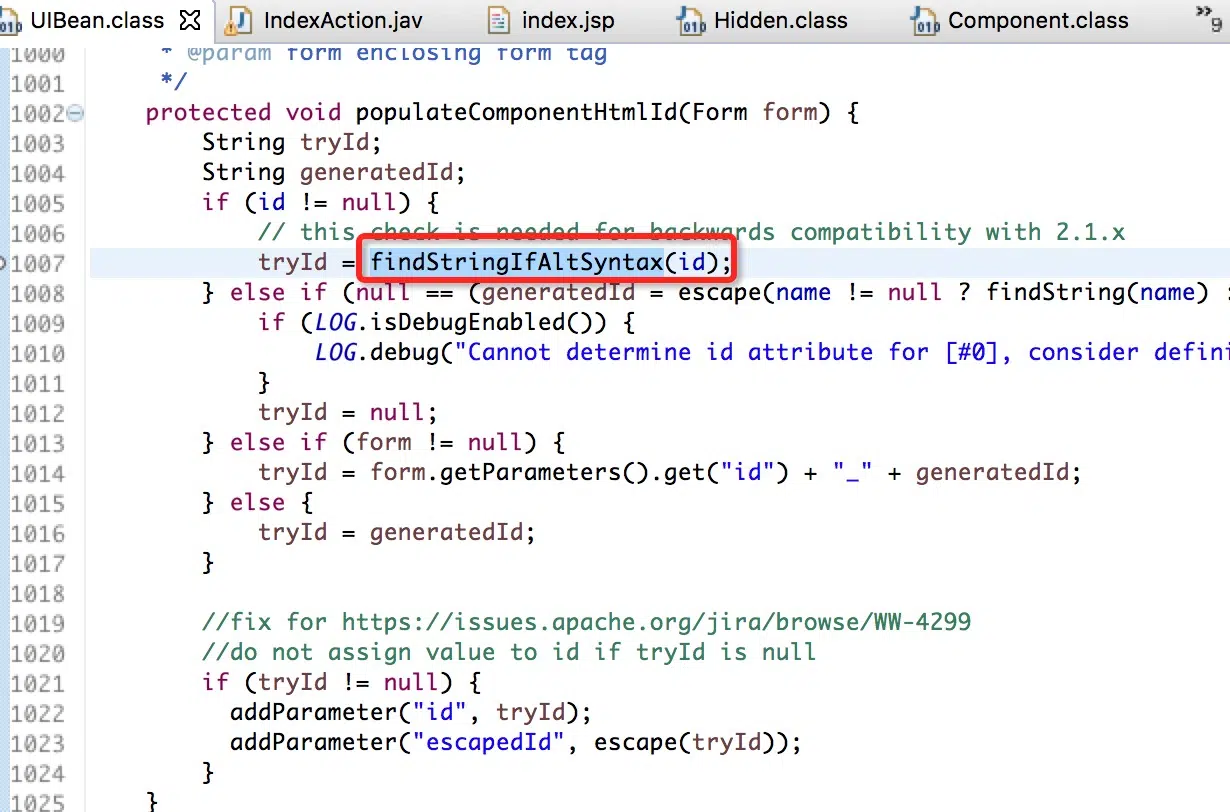 UIBean.class IndexAction.jav index.jsp Hidden.class Component.class »9
1000 * @param form enclosing form tag
1001 */
1002 protected void populateComponentHtmlId(Form form) {
1003 String tryId;
1004 String generatedId;
1005 if (id != null) {
1006 // this check is needed for backwards compatibility with 2.1.x
1007 tryId = findStringIfAltSyntax(id);
1008 } else if (null == (generatedId = escape(name != null ? findString(name) :
1009 if (LOG.isDebugEnabled()) {
1010 LOG.debug("Cannot determine id attribute for [#0], consider defini
1011 }
1012 tryId = null;
1013 } else if (form != null) {
1014 tryId = form.getParameters().get("id") + "_" + generatedId;
1015 } else {
1016 tryId = generatedId;
1017 }
1018
1019 //fix for https://issues.apache.org/jira/browse/WW-4299
1020 //do not assign value to id if tryId is null
1021 if (tryId != null) {
1022 addParameter("id", tryId);
1023 addParameter("escapedId", escape(tryId));
1024 }
1025 }